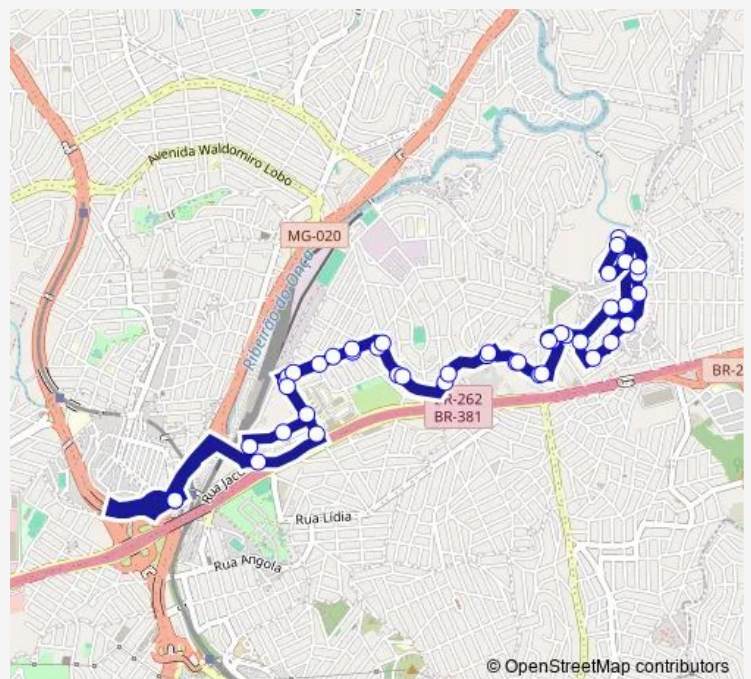 Avenida Waldomiro Lobo
MG-020
Ribeirão do Onça
BR-2
BR-262
BR-381
Rua Jacu
Rua Lídia
Rua Angola
© OpenStreetMap contributors